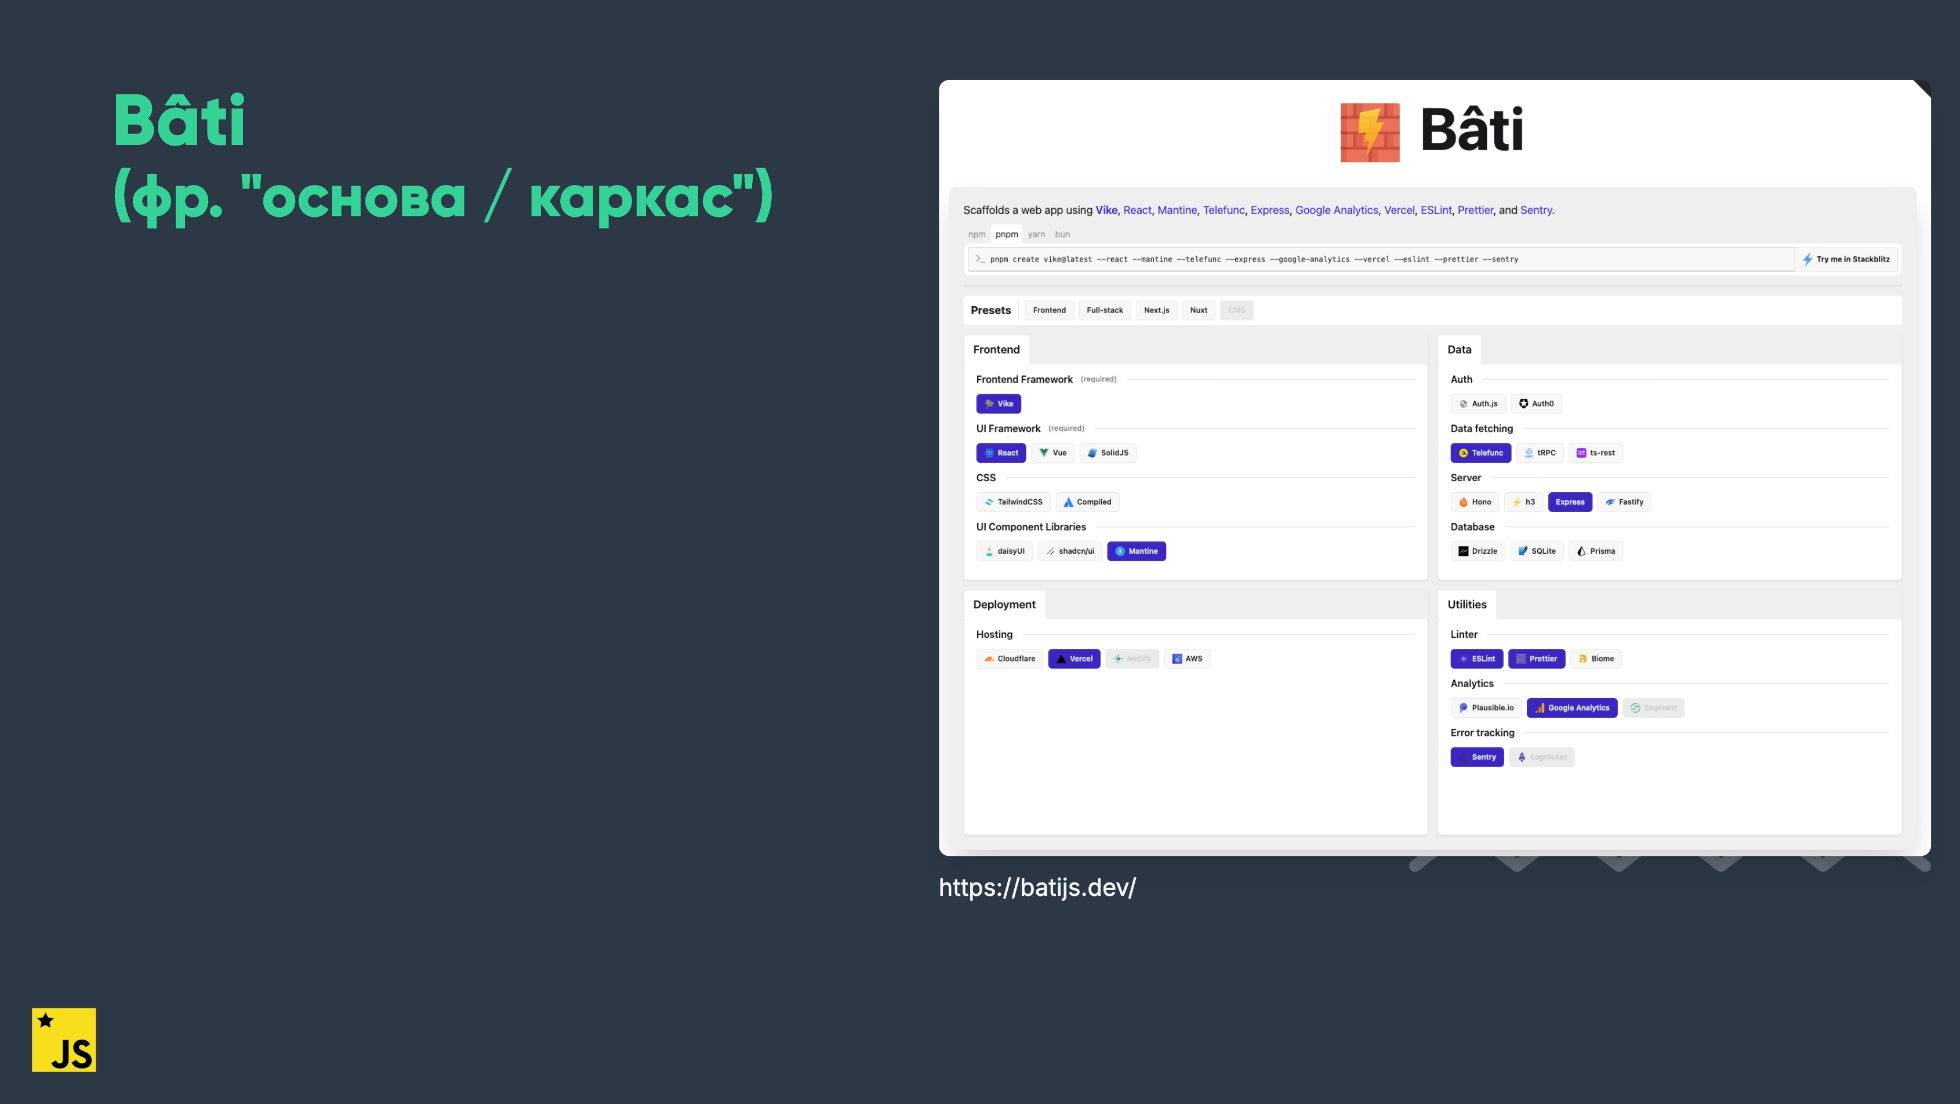 Bâti
(фр. "основа / каркас")
Bâti
Scaffolds a web app using Vike, React, Mantine, Telefunc, Express, Google Analytics, Vercel, ESLint, Prettier, and Sentry.
npm pnpm yarn bun
>_ pnpm create vike@latest --react --mantine --telefunc --express --google-analytics --vercel --eslint --prettier --sentry
Try me in Stackblitz
Presets Frontend Full-stack Next.js Nuxt CMS
Frontend
Frontend Framework (required)
Vike
UI Framework (required)
React Vue SolidJS
CSS
TailwindCSS Compiled
UI Component Libraries
daisyUI shadcn/ui Mantine
Data
Auth
Auth.js Auth0
Data fetching
Telefunc tRPC ts-rest
Server
Hono h3 Express Fastify
Database
Drizzle SQLite Prisma
Deployment
Hosting
Cloudflare Vercel Netlify AWS
Utilities
Linter
ESLint Prettier Biome
Analytics
Plausible.io Google Analytics Segment
Error tracking
Sentry Logrocket
https://batijs.dev/
JS